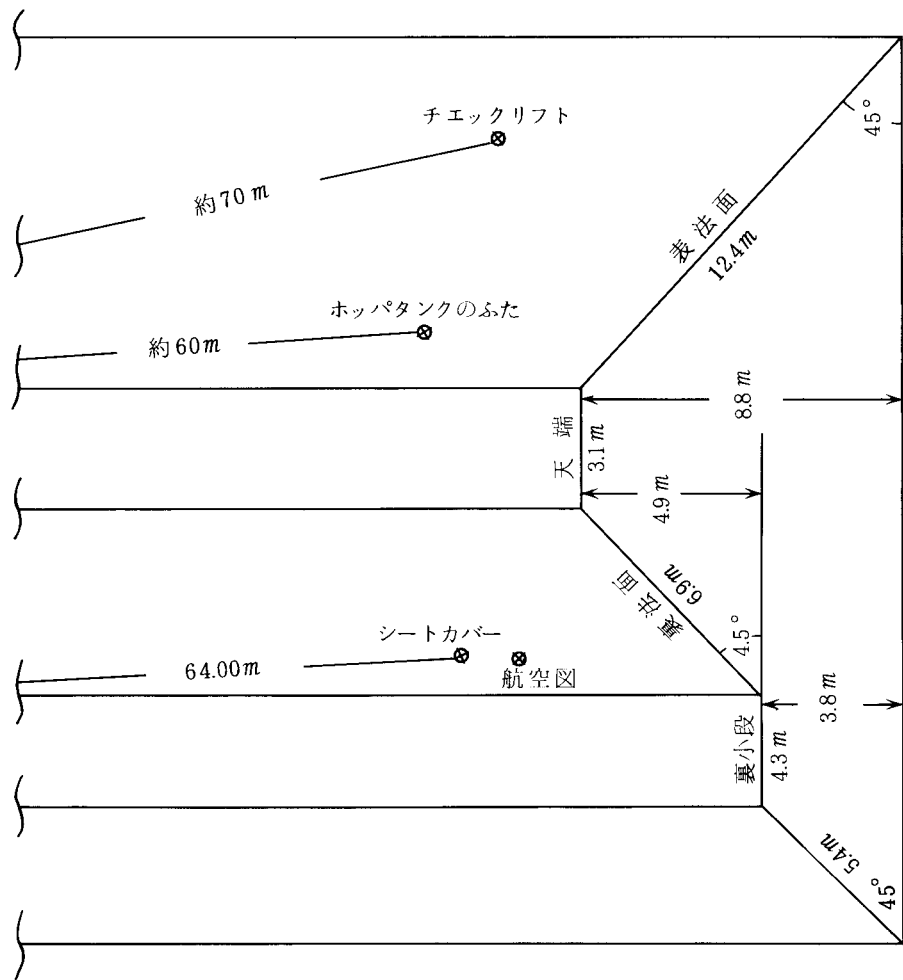 チエックリフト
45°
約70m
表法面
12.4m
ホッパタンクのふた
約60m
8.8m
天端
3.1m
4.9m
裏法面
6.9m
4.5°
シートカバー
64.00m
航空図
3.8m
裏小段
4.3m
5.4m
45°